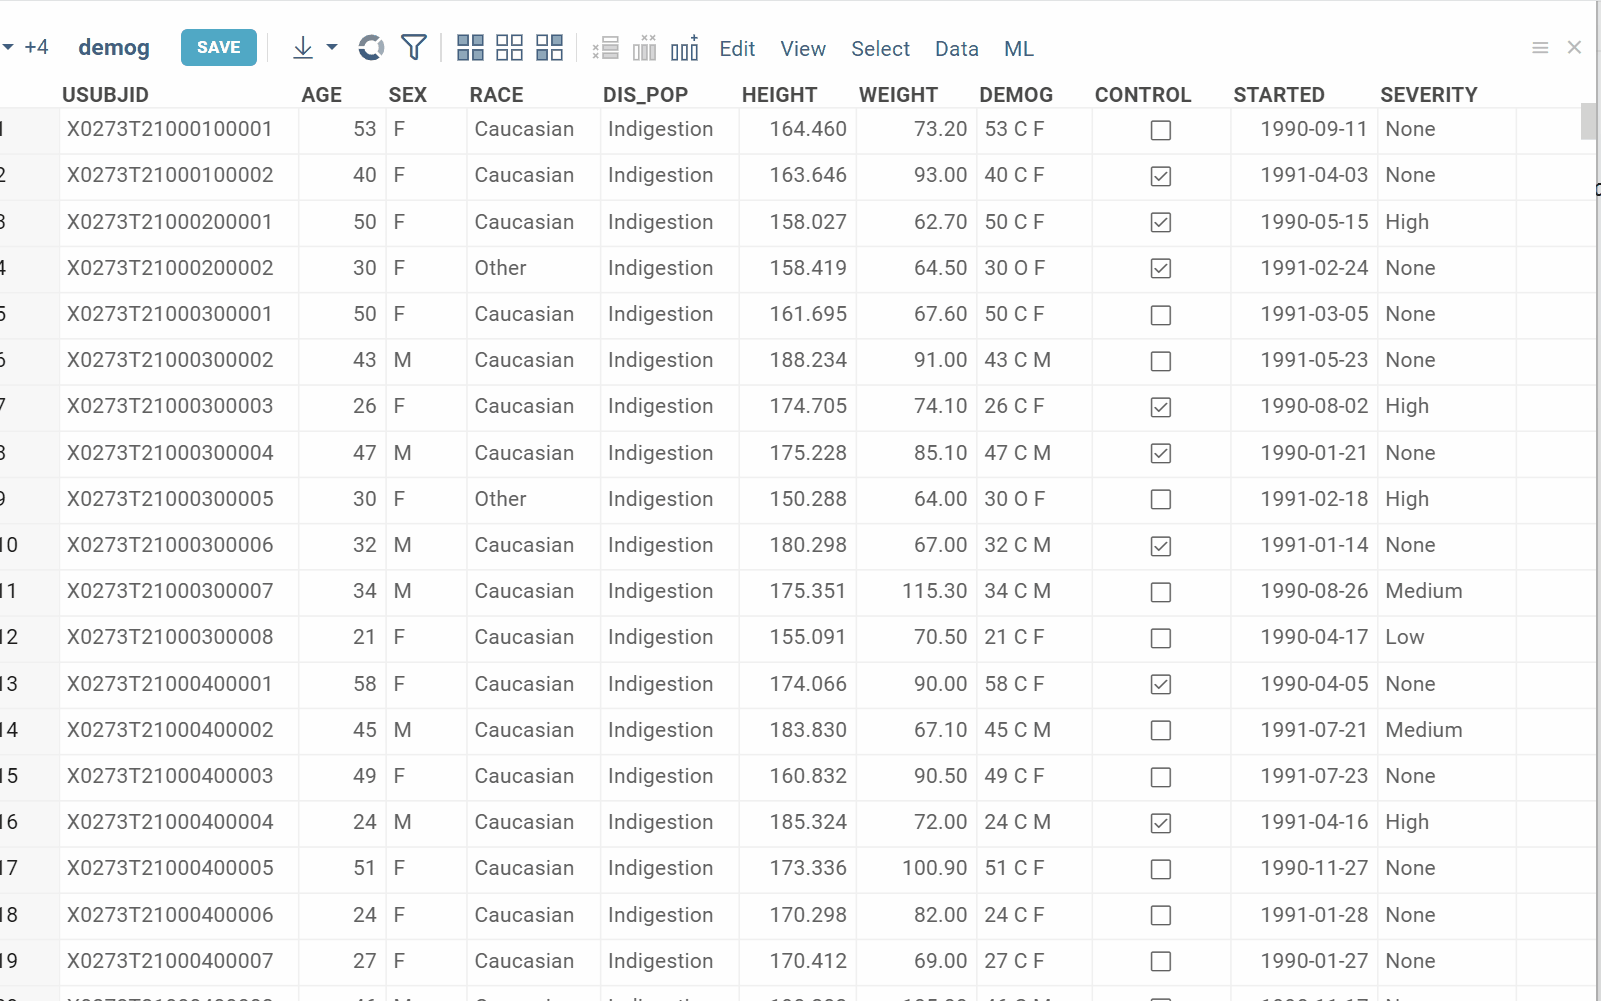 +4 demog SAVE Edit View Select Data ML
USUBJID AGE SEX RACE DIS_POP HEIGHT WEIGHT DEMOG CONTROL STARTED SEVERITY
1 X0273T21000100001 53 F Caucasian Indigestion 164.460 73.20 53 C F 1990-09-11 None
2 X0273T21000100002 40 F Caucasian Indigestion 163.646 93.00 40 C F 1991-04-03 None
3 X0273T21000200001 50 F Caucasian Indigestion 158.027 62.70 50 C F 1990-05-15 High
4 X0273T21000200002 30 F Other Indigestion 158.419 64.50 30 O F 1991-02-24 None
5 X0273T21000300001 50 F Caucasian Indigestion 161.695 67.60 50 C F 1991-03-05 None
6 X0273T21000300002 43 M Caucasian Indigestion 188.234 91.00 43 C M 1991-05-23 None
7 X0273T21000300003 26 F Caucasian Indigestion 174.705 74.10 26 C F 1990-08-02 High
8 X0273T21000300004 47 M Caucasian Indigestion 175.228 85.10 47 C M 1990-01-21 None
9 X0273T21000300005 30 F Other Indigestion 150.288 64.00 30 O F 1991-02-18 High
10 X0273T21000300006 32 M Caucasian Indigestion 180.298 67.00 32 C M 1991-01-14 None
11 X0273T21000300007 34 M Caucasian Indigestion 175.351 115.30 34 C M 1990-08-26 Medium
12 X0273T21000300008 21 F Caucasian Indigestion 155.091 70.50 21 C F 1990-04-17 Low
13 X0273T21000400001 58 F Caucasian Indigestion 174.066 90.00 58 C F 1990-04-05 None
14 X0273T21000400002 45 M Caucasian Indigestion 183.830 67.10 45 C M 1991-07-21 Medium
15 X0273T21000400003 49 F Caucasian Indigestion 160.832 90.50 49 C F 1991-07-23 None
16 X0273T21000400004 24 M Caucasian Indigestion 185.324 72.00 24 C M 1991-04-16 High
17 X0273T21000400005 51 F Caucasian Indigestion 173.336 100.90 51 C F 1990-11-27 None
18 X0273T21000400006 24 F Caucasian Indigestion 170.298 82.00 24 C F 1991-01-28 None
19 X0273T21000400007 27 F Caucasian Indigestion 170.412 69.00 27 C F 1990-01-27 None